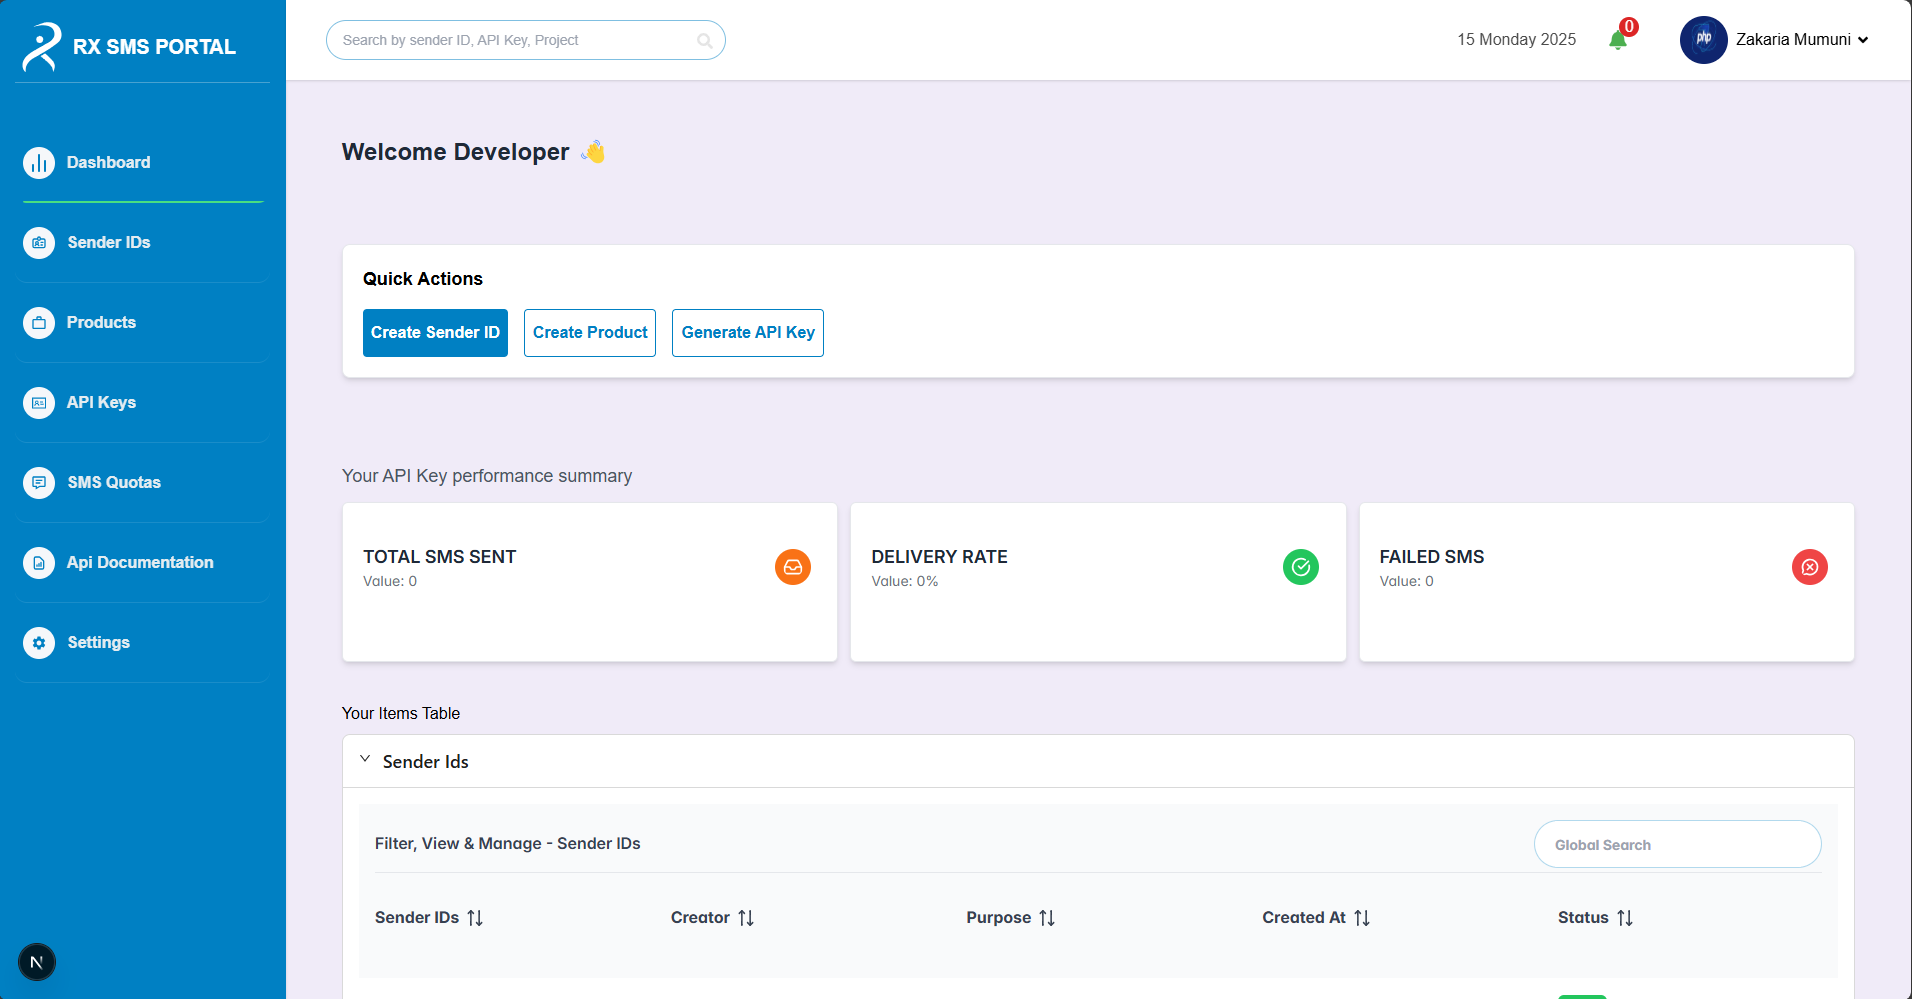 RX SMS PORTAL
Search by sender ID, API Key, Project
15 Monday 2025
0
php
Zakaria Mumuni
Dashboard
Sender IDs
Products
API Keys
SMS Quotas
Api Documentation
Settings
N
Welcome Developer 👋
Quick Actions
Create Sender ID
Create Product
Generate API Key
Your API Key performance summary
TOTAL SMS SENT
Value: 0
DELIVERY RATE
Value: 0%
FAILED SMS
Value: 0
Your Items Table
Sender Ids
Filter, View & Manage - Sender IDs
Global Search
Sender IDs
Creator
Purpose
Created At
Status